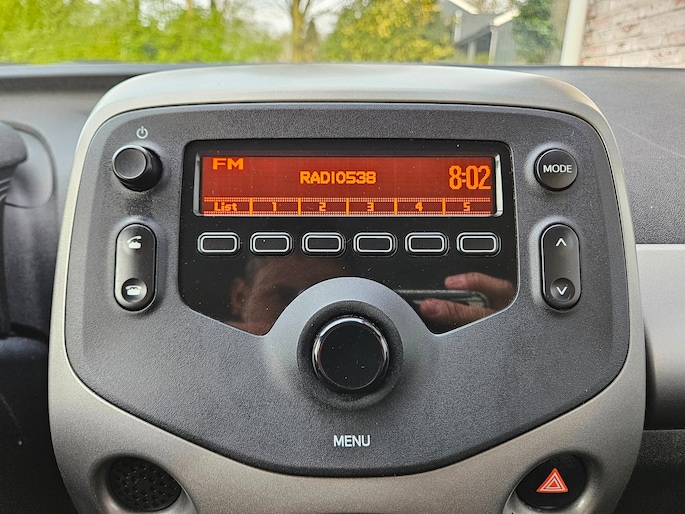 FM
RADIO538
8:02
List 1 2 3 4 5
MODE
MENU